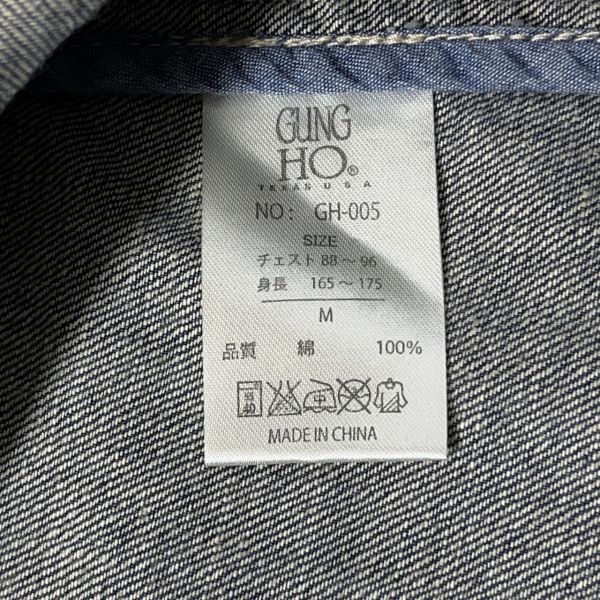 GUNG
HO®
TEXAS U S A
NO: GH-005
SIZE
チェスト 88～96
身長 165～175
M
品質 綿 100%
MADE IN CHINA